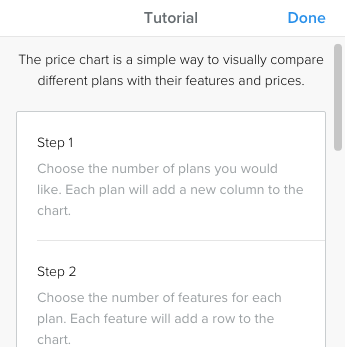 Tutorial
Done
The price chart is a simple way to visually compare
different plans with their features and prices.
Step 1
Choose the number of plans you would
like. Each plan will add a new column to the
chart.
Step 2
Choose the number of features for each
plan. Each feature will add a row to the
chart.